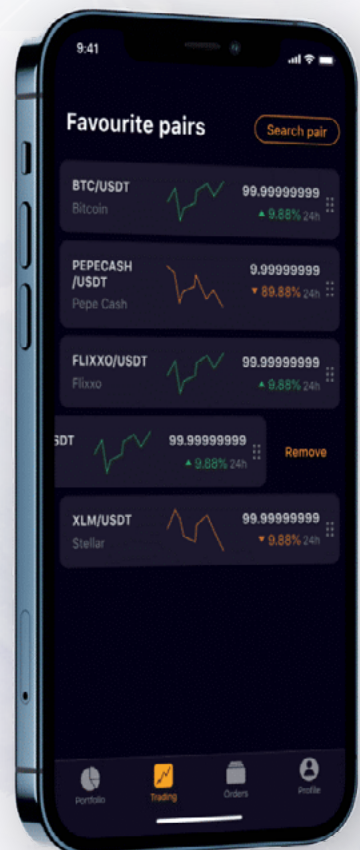 9:41
Favourite pairs
Search pair
BTC/USDT
Bitcoin
99.99999999
▲ 9.88% 24h
PEPECASH
/USDT
Pepe Cash
9.99999999
▼ 89.88% 24h
FLIXXO/USDT
Flixxo
99.99999999
▲ 9.88% 24h
SDT
99.99999999
▲ 9.88% 24h
Remove
XLM/USDT
Stellar
99.99999999
▼ 9.88% 24h
Portfolio
Trading
Orders
Profile